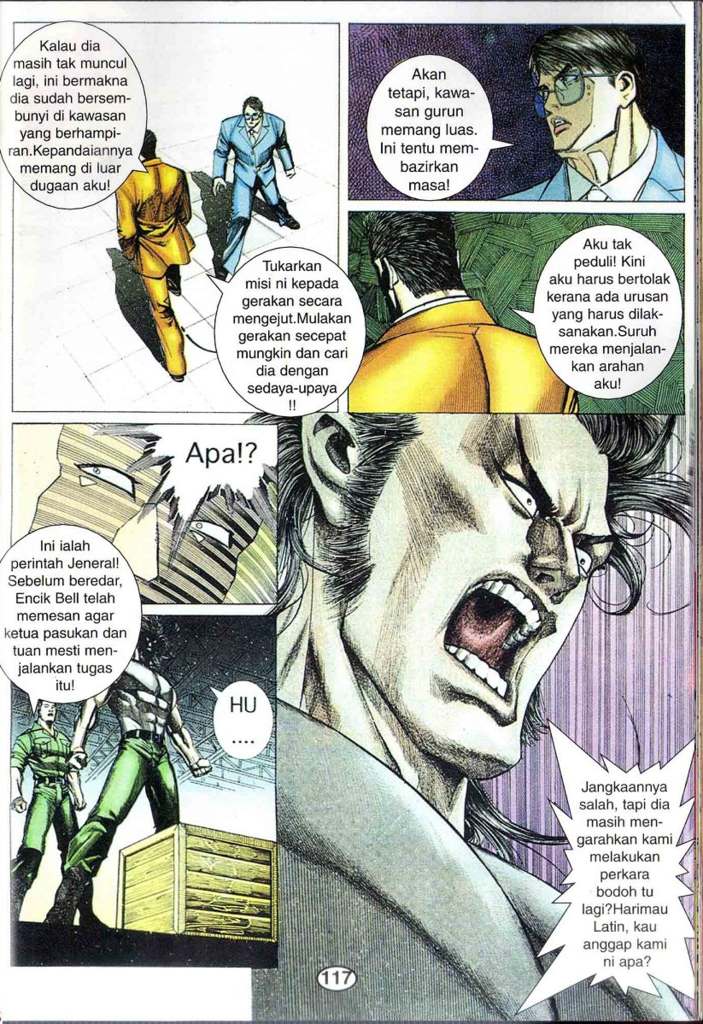 Kalau dia
masih tak muncul
lagi, ini bermakna
dia sudah bersem-
bunyi di kawasan
yang berhampi-
ran.Kepandaiannya
memang di luar
dugaan aku!
Tukarkan
misi ni kepada
gerakan secara
mengejut.Mulakan
gerakan secepat
mungkin dan cari
dia dengan
sedaya-upaya
!!
Akan
tetapi, kawa-
san gurun
memang luas.
Ini tentu mem-
bazirkan
masa!
Aku tak
peduli! Kini
aku harus bertolak
kerana ada urusan
yang harus dilak-
sanakan.Suruh
mereka menjalan-
kan arahan
aku!
Apa!?
Ini ialah
perintah Jeneral!
Sebelum beredar,
Encik Bell telah
memesan agar
ketua pasukan dan
tuan mesti men-
jalankan tugas
itu!
HU
....
Jangkaannya
salah, tapi dia
masih men-
garahkan kami
melakukan
perkara
bodoh tu
lagi?Harimau
Latin, kau
anggap kami
ni apa?
117